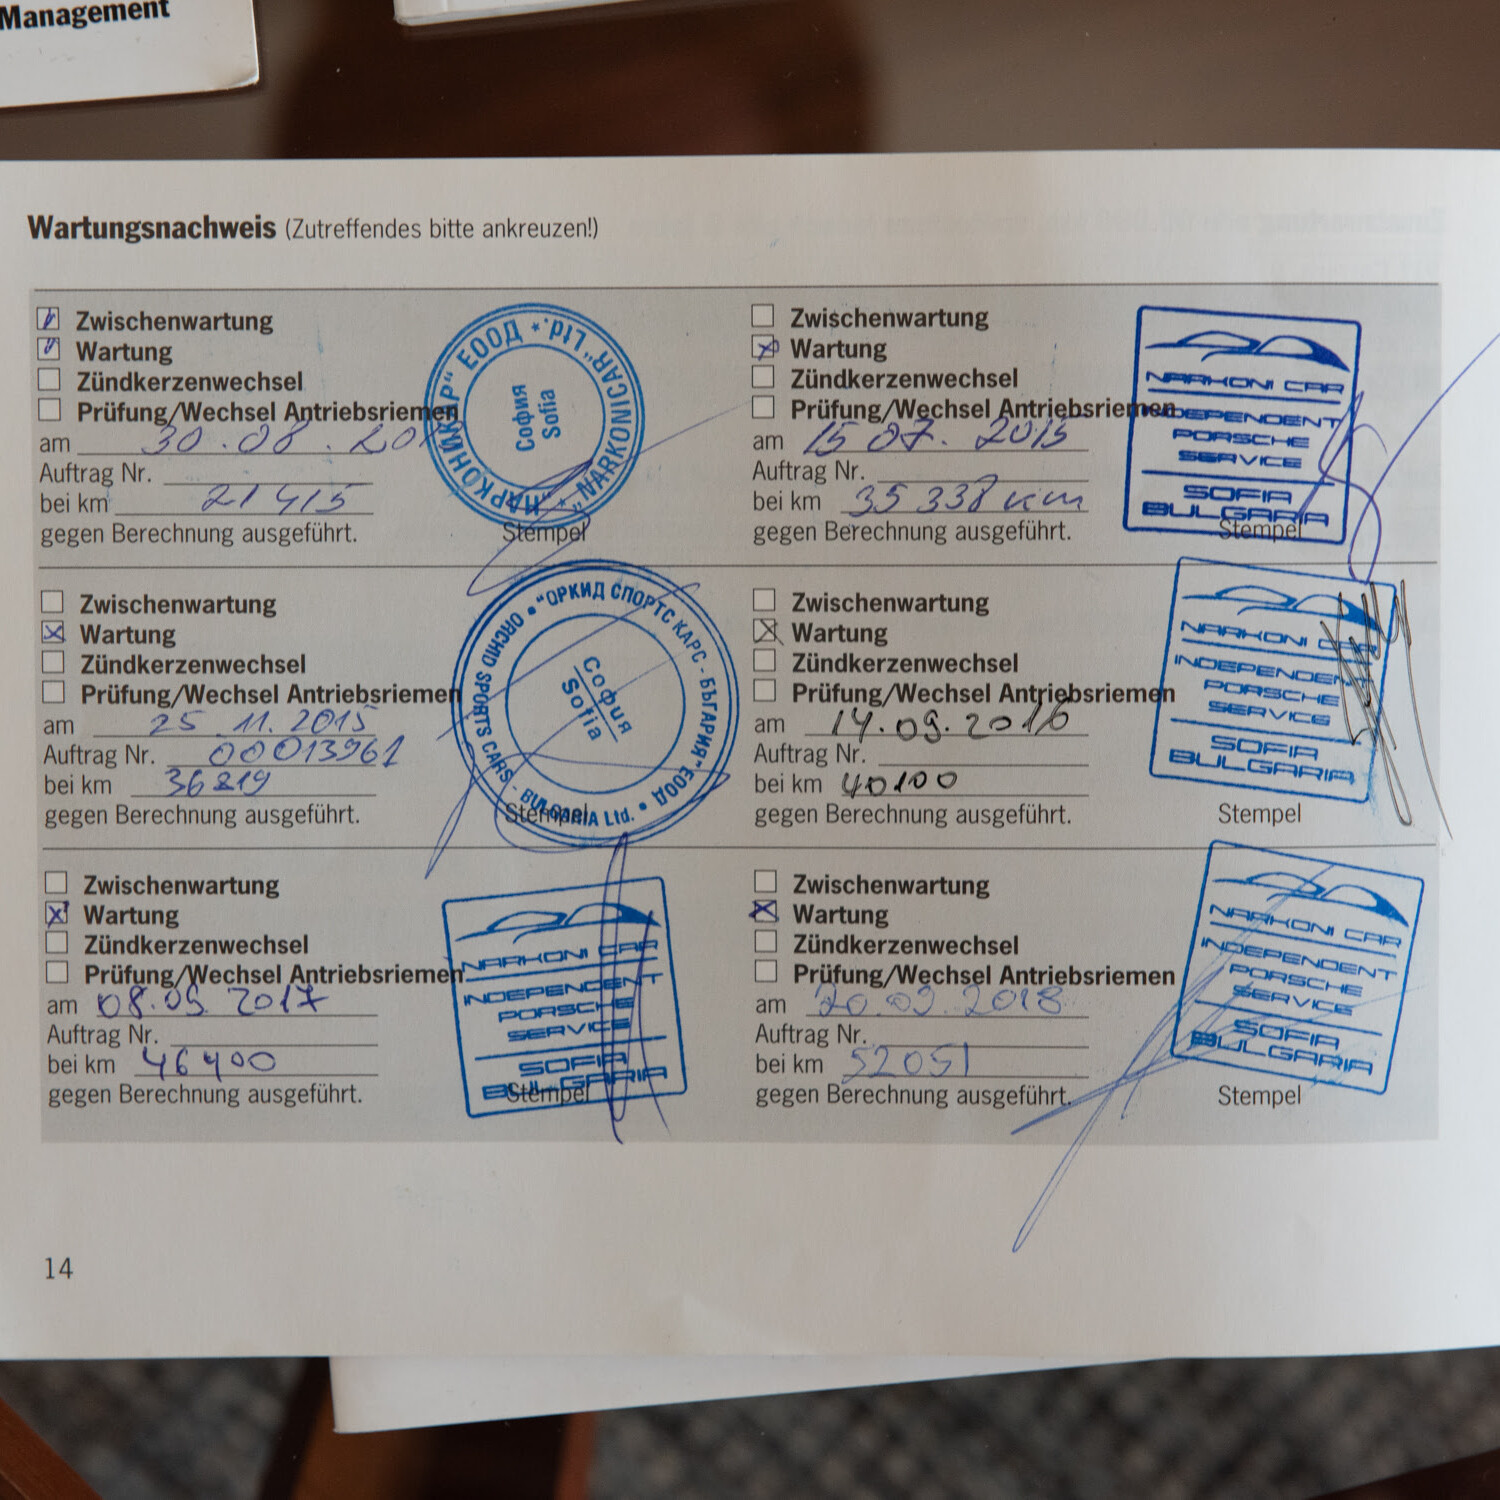 Management
Wartungsnachweis (Zutreffendes bitte ankreuzen!)
Zwischenwartung
Wartung
Zündkerzenwechsel
Prüfung/Wechsel Antriebsriemen
am 30.08.
Auftrag Nr.
bei km 21415
gegen Berechnung ausgeführt.
Stempel
"НАРКОНИКАР" ЕООД * "NARKONICAR" Ltd. *
София
Sofia
Zwischenwartung
Wartung
Zündkerzenwechsel
Prüfung/Wechsel Antriebsriemen
am 15 07. 2015
Auftrag Nr.
bei km 35 338 km
gegen Berechnung ausgeführt.
Stempel
NARKONI CAR
INDEPENDENT
PORSCHE
SERVICE
SOFIA
BULGARIA
Zwischenwartung
Wartung
Zündkerzenwechsel
Prüfung/Wechsel Antriebsriemen
am 25 11. 2015
Auftrag Nr. 00013961
bei km 36819
gegen Berechnung ausgeführt.
Stempel
"ОРКИД СПОРТС КАРС - БЪГАРИЯ" ЕООД • ORCHID SPORTS CARS - BULGARIA Ltd. •
София
Sofia
Zwischenwartung
Wartung
Zündkerzenwechsel
Prüfung/Wechsel Antriebsriemen
am 14.09.2016
Auftrag Nr.
bei km 40100
gegen Berechnung ausgeführt.
Stempel
NARKONI CAR
INDEPENDENT
PORSCHE
SERVICE
SOFIA
BULGARIA
Zwischenwartung
Wartung
Zündkerzenwechsel
Prüfung/Wechsel Antriebsriemen
am 08.09. 2017
Auftrag Nr.
bei km 46400
gegen Berechnung ausgeführt.
Stempel
NARKONI CAR
INDEPENDENT
PORSCHE
SERVICE
SOFIA
BULGARIA
Zwischenwartung
Wartung
Zündkerzenwechsel
Prüfung/Wechsel Antriebsriemen
am 20.09.2018
Auftrag Nr.
bei km 52051
gegen Berechnung ausgeführt.
Stempel
NARKONI CAR
INDEPENDENT
PORSCHE
SERVICE
SOFIA
BULGARIA
14